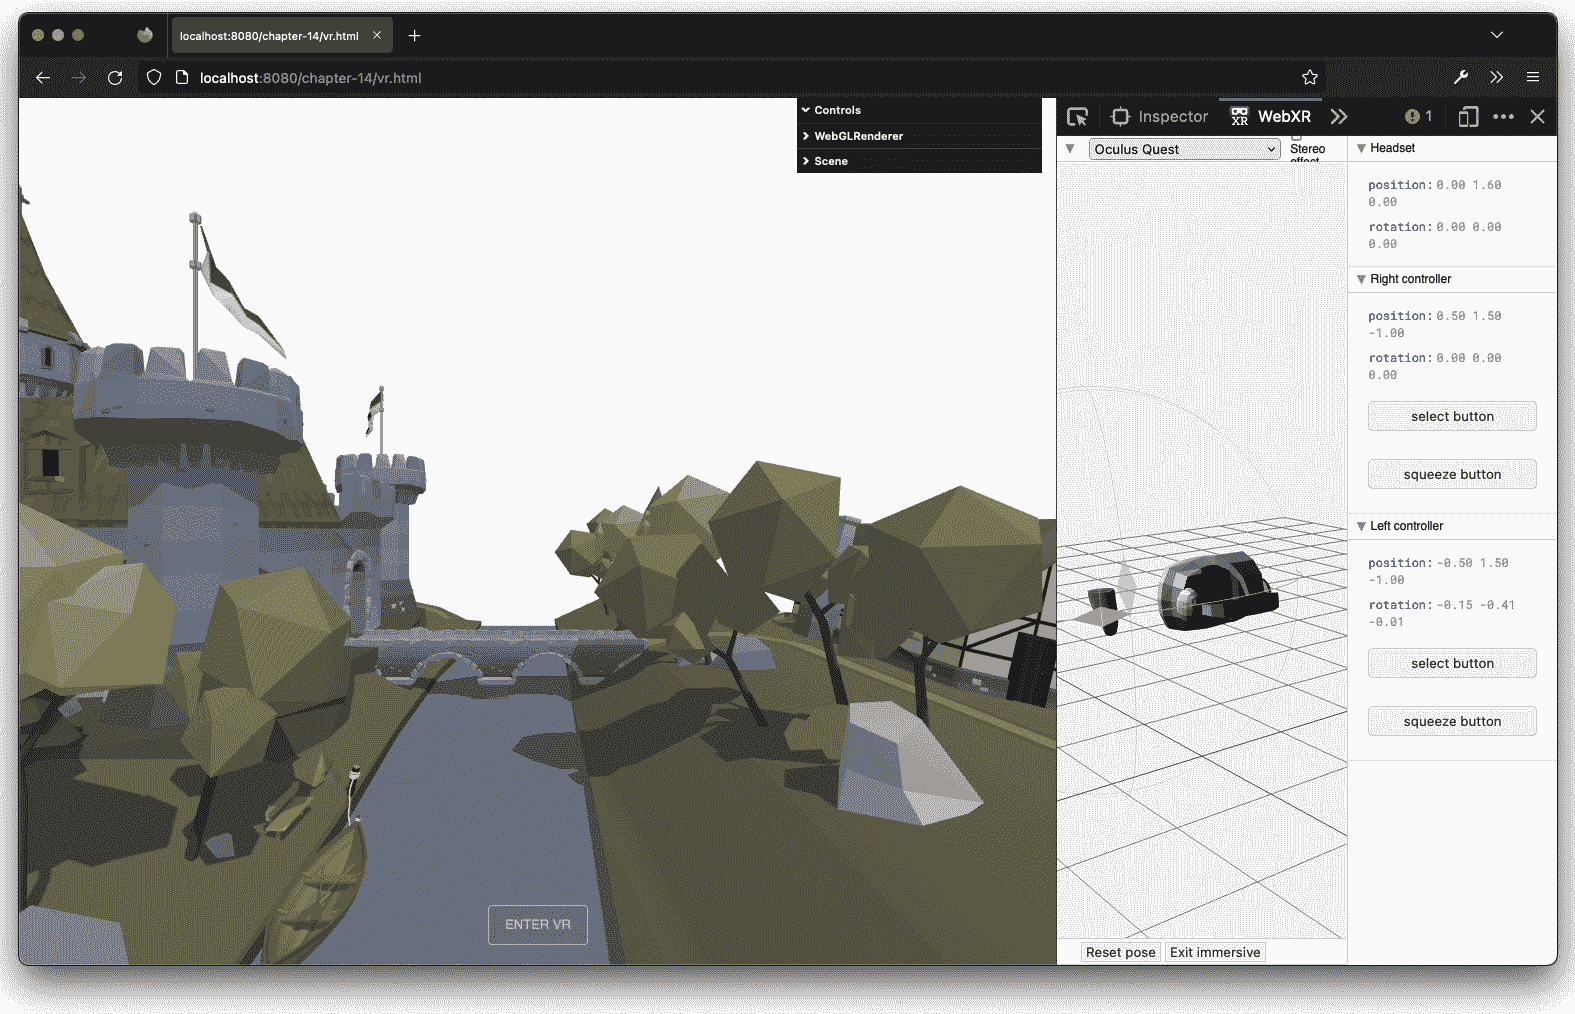 localhost:8080/chapter-14/vr.html
localhost:8080/chapter-14/vr.html
Controls
WebGLRenderer
Scene
Inspector
XR
WebXR
1
Oculus Quest
Stereo
effect
Headset
position: 0.00 1.60
0.00
rotation: 0.00 0.00
0.00
Right controller
position: 0.50 1.50
-1.00
rotation: 0.00 0.00
0.00
select button
squeeze button
Left controller
position: -0.50 1.50
-1.00
rotation: -0.15 -0.41
-0.01
select button
squeeze button
ENTER VR
Reset pose
Exit immersive